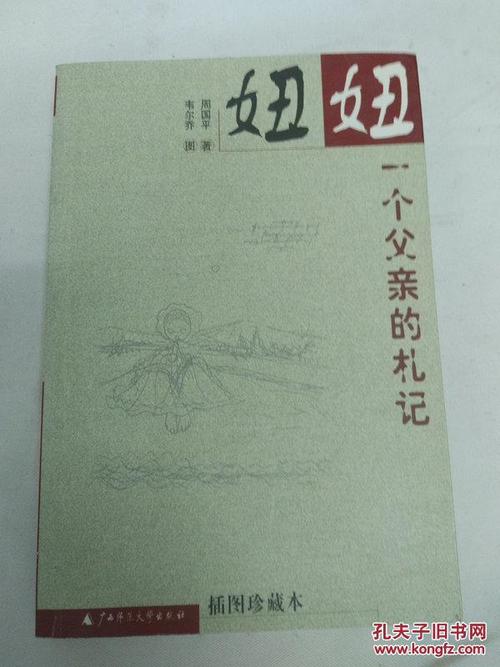 妞妞
一个父亲的札记
周国平 著
韦尔乔 图
插图珍藏本
广西师范大学出版社
孔夫子旧书网
www.kongfz.com